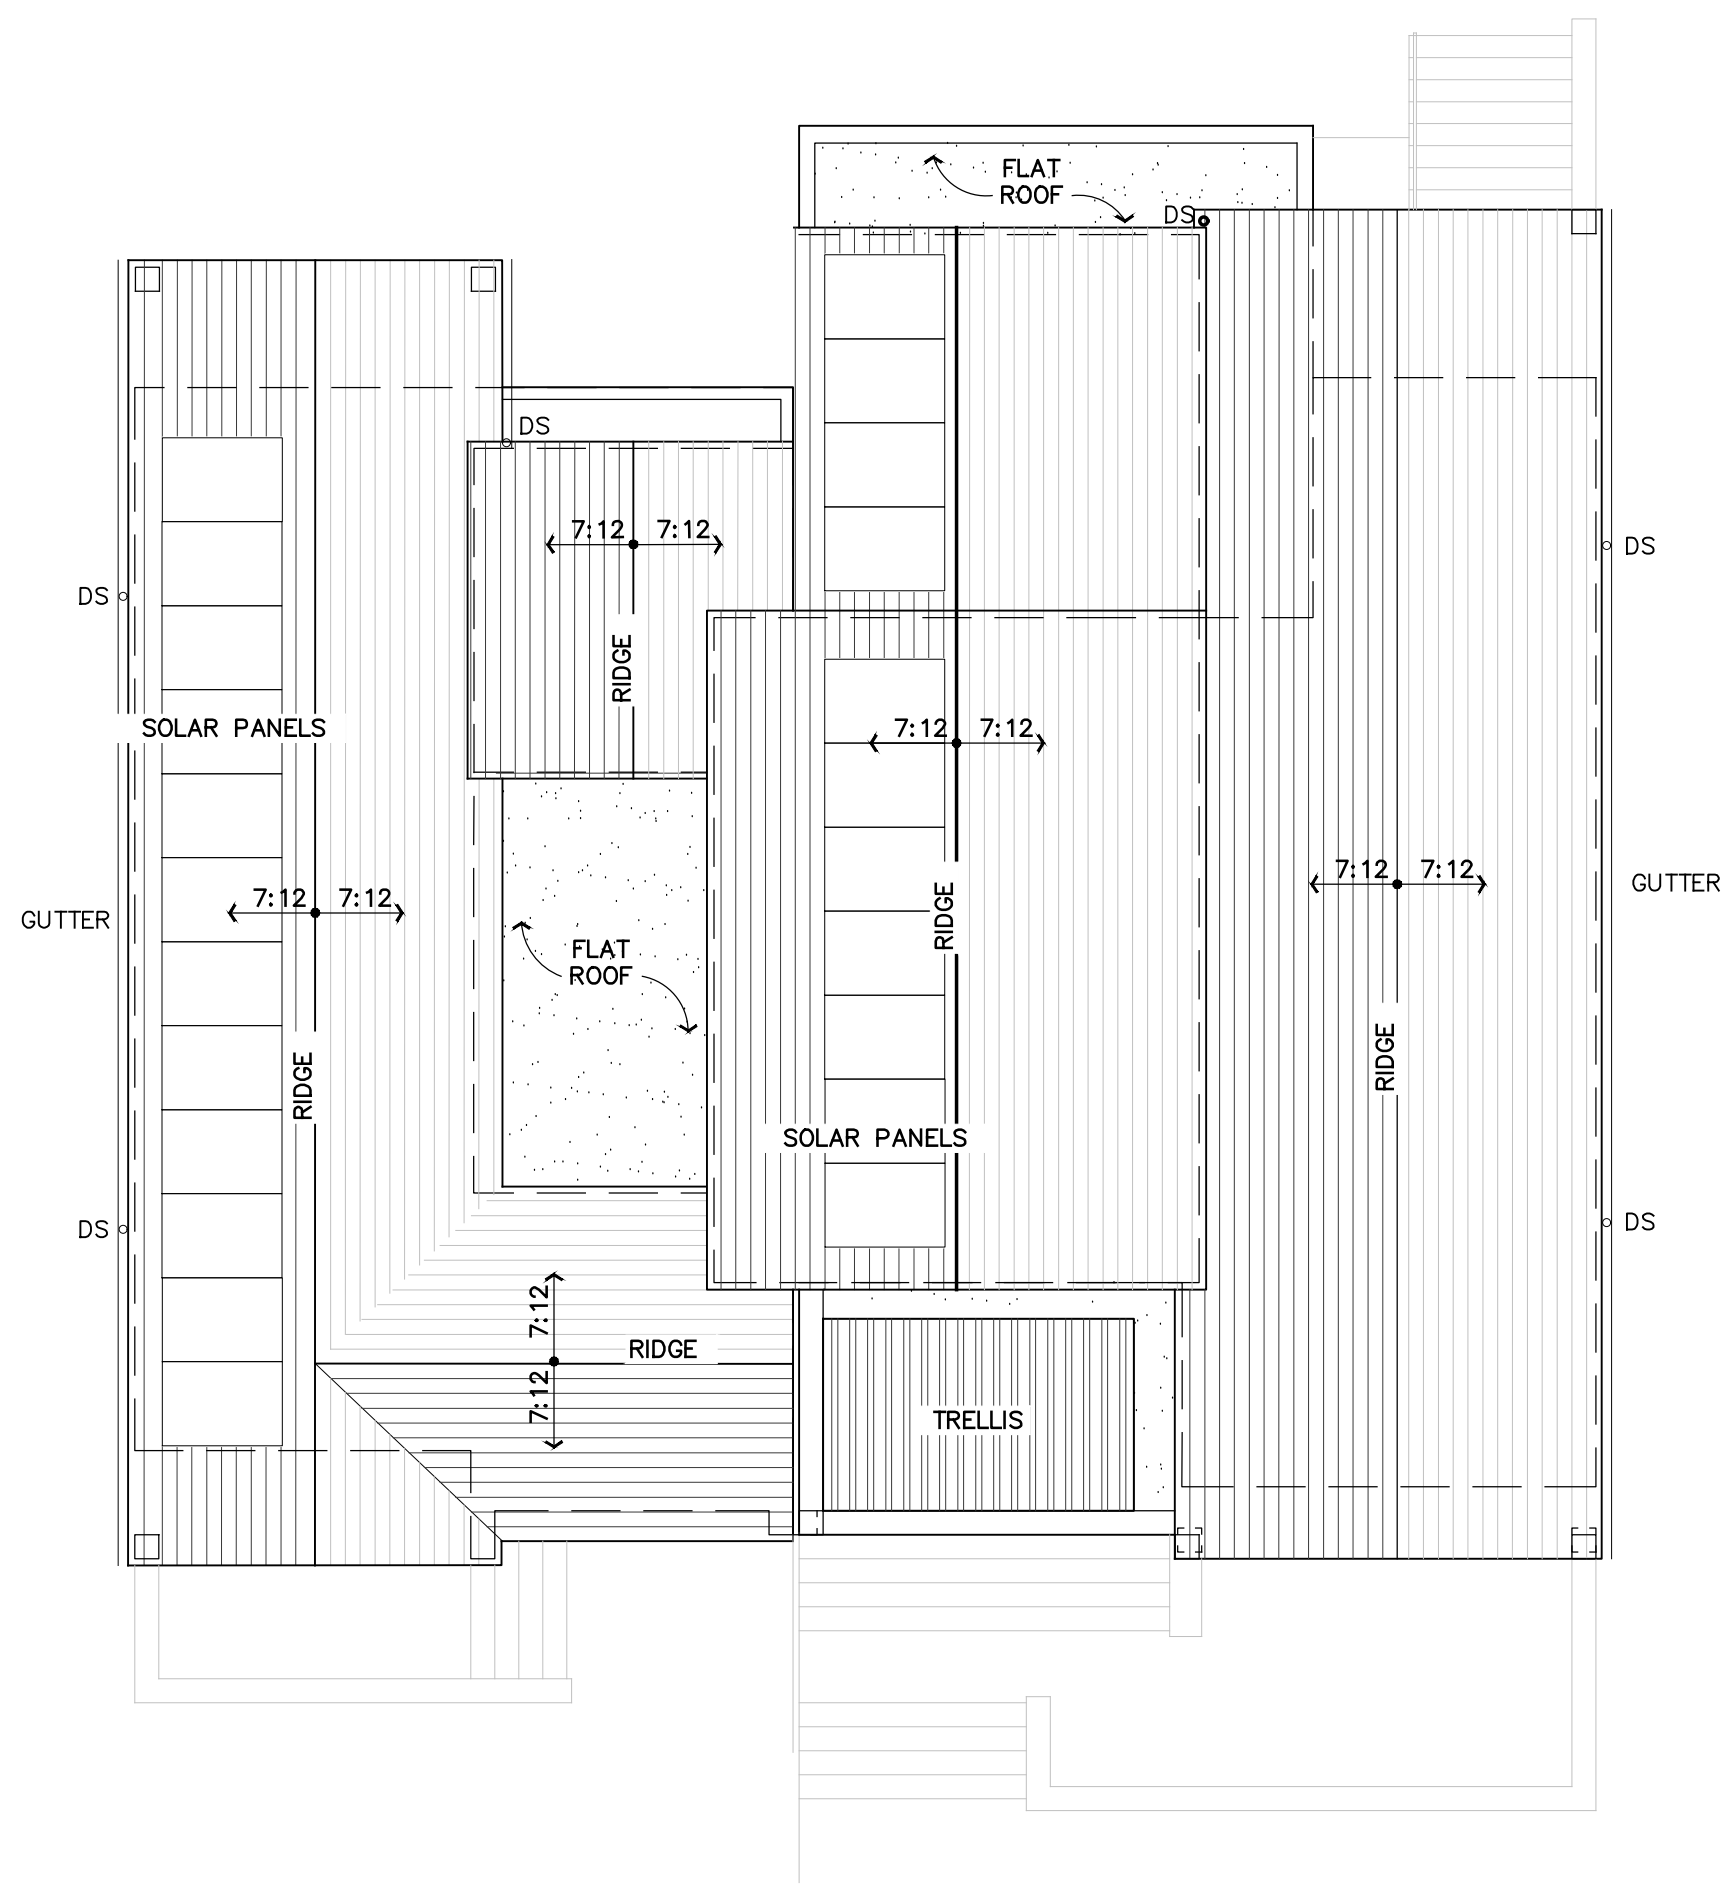 FLAT
ROOF
DS
DS
7:12 7:12
DS
DS
RIDGE
SOLAR PANELS
7:12 7:12
7:12 7:12
GUTTER
7:12 7:12
GUTTER
RIDGE
FLAT
ROOF
RIDGE
RIDGE
SOLAR PANELS
DS
DS
7:12
RIDGE
7:12
TRELLIS